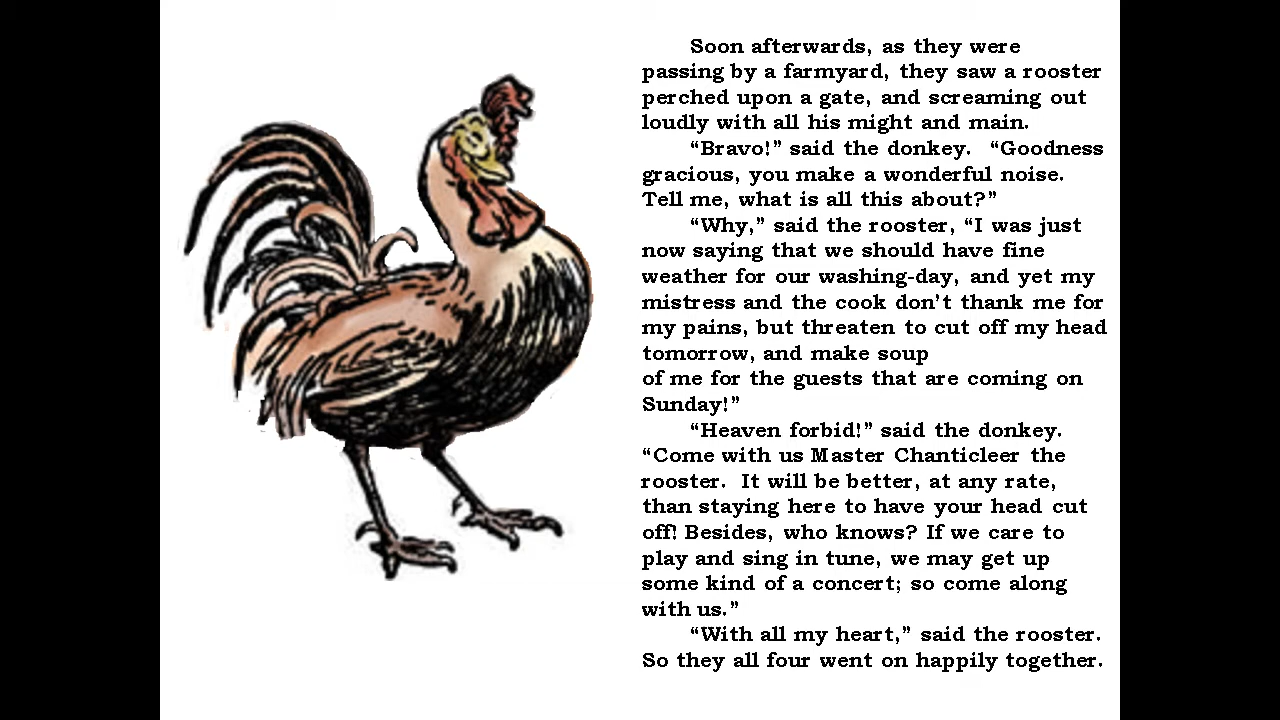 Soon afterwards, as they were
passing by a farmyard, they saw a rooster
perched upon a gate, and screaming out
loudly with all his might and main.
“Bravo!” said the donkey.  “Goodness
gracious, you make a wonderful noise.
Tell me, what is all this about?”
“Why,” said the rooster, “I was just
now saying that we should have fine
weather for our washing-day, and yet my
mistress and the cook don’t thank me for
my pains, but threaten to cut off my head
tomorrow, and make soup
of me for the guests that are coming on
Sunday!”
“Heaven forbid!” said the donkey.
“Come with us Master Chanticleer the
rooster.  It will be better, at any rate,
than staying here to have your head cut
off! Besides, who knows? If we care to
play and sing in tune, we may get up
some kind of a concert; so come along
with us.”
“With all my heart,” said the rooster.
So they all four went on happily together.